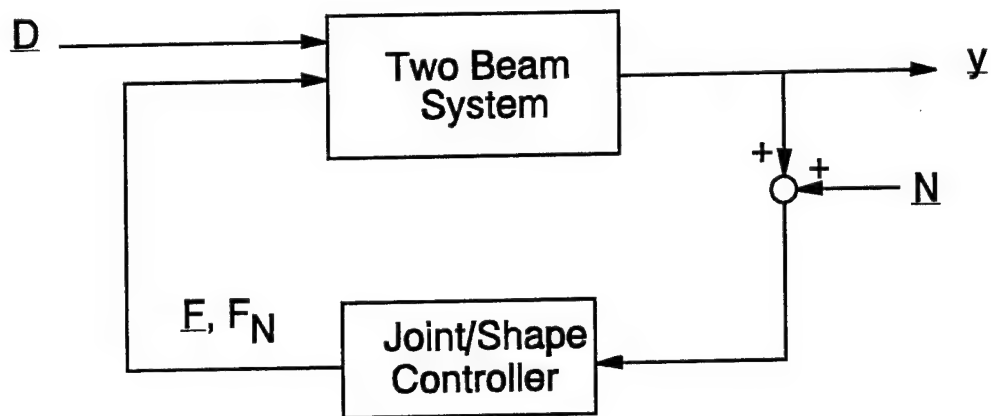 D
Two Beam
System
y
+
+
N
F, F_N
Joint/Shape
Controller